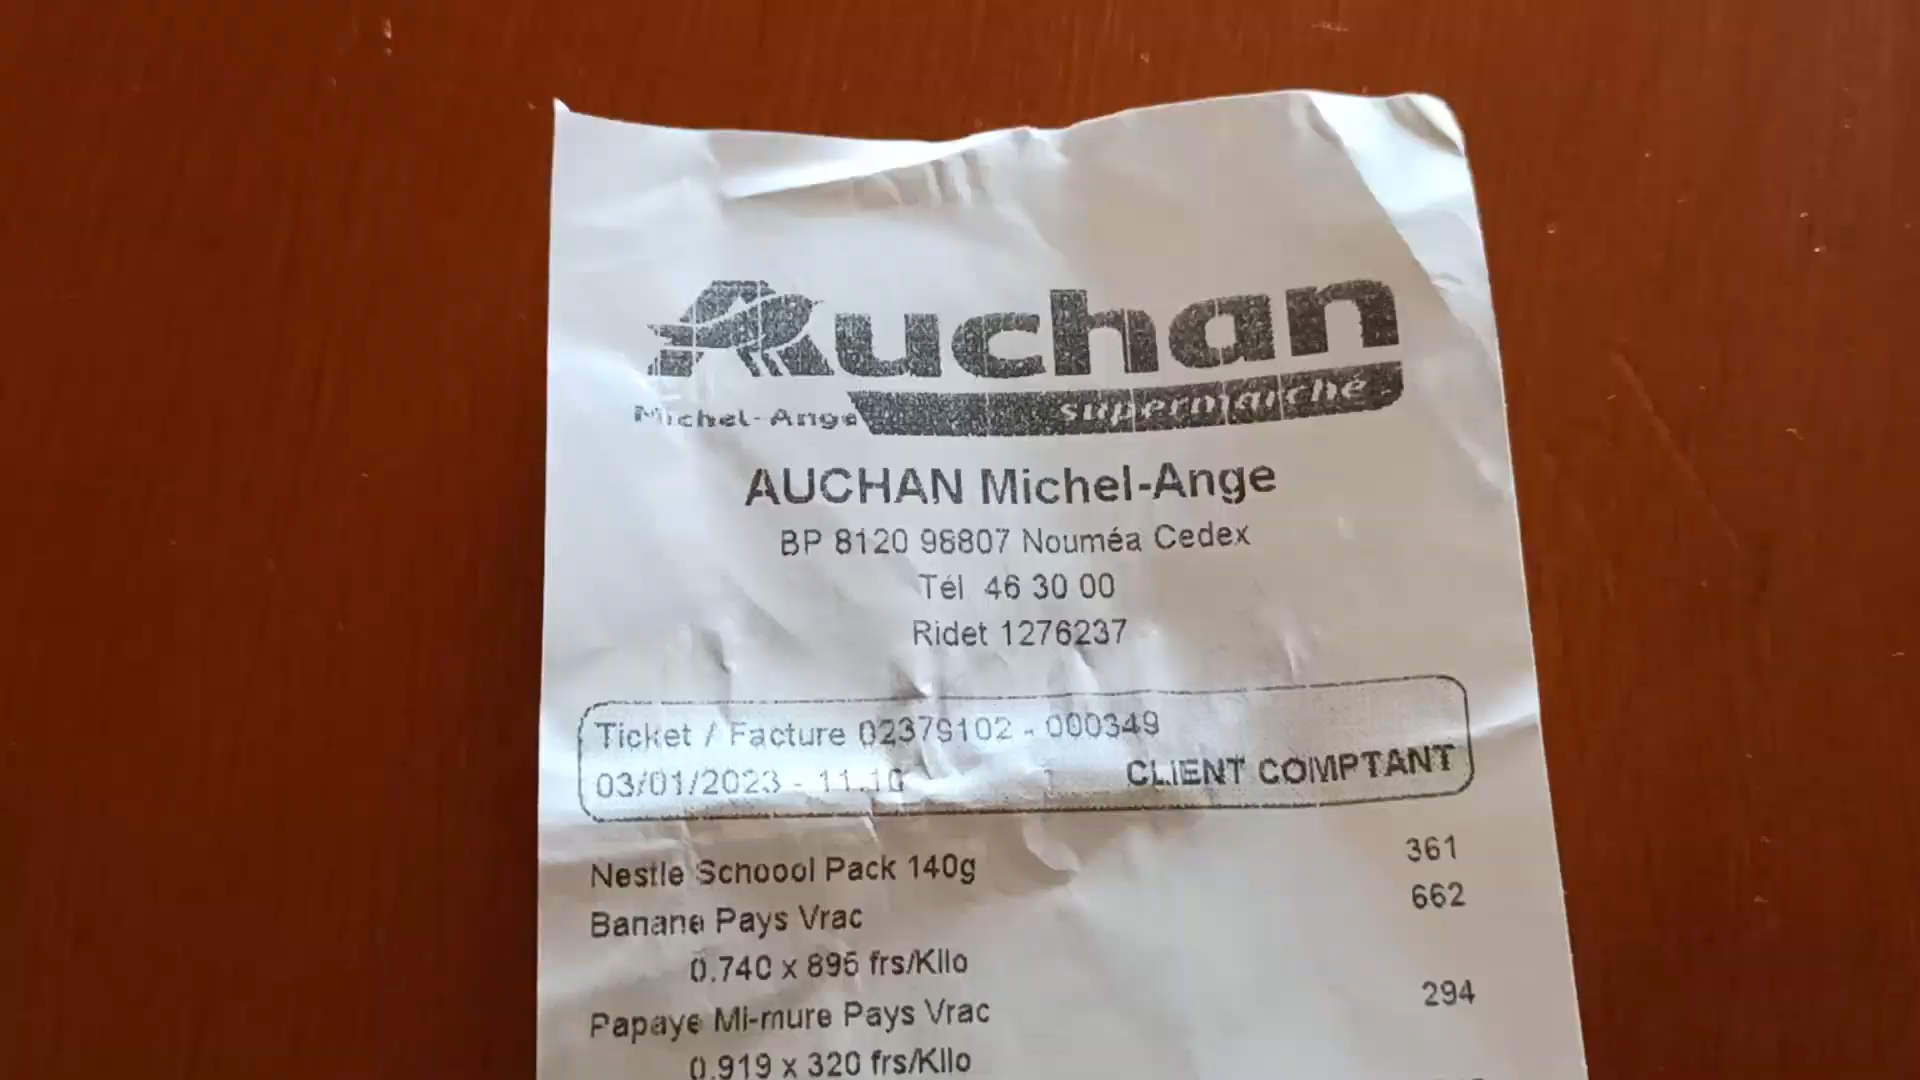 Auchan
supermarché
Michel-Ange
AUCHAN Michel-Ange
BP 8120 98807 Nouméa Cedex
Tél 46 30 00
Ridet 1276237
Ticket / Facture 02379102 - 000349
03/01/2023 -
CLIENT COMPTANT
Nestle Schoool Pack 140g 361
Banane Pays Vrac 662
0.740 x 895 frs/Kilo
Papaye Mi-mure Pays Vrac 294
0.919 x 320 frs/Kilo